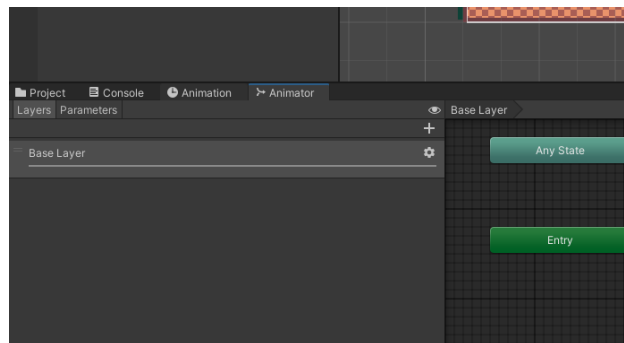 Project Console Animation Animator
Layers Parameters Base Layer
Base Layer
Any State
Entry